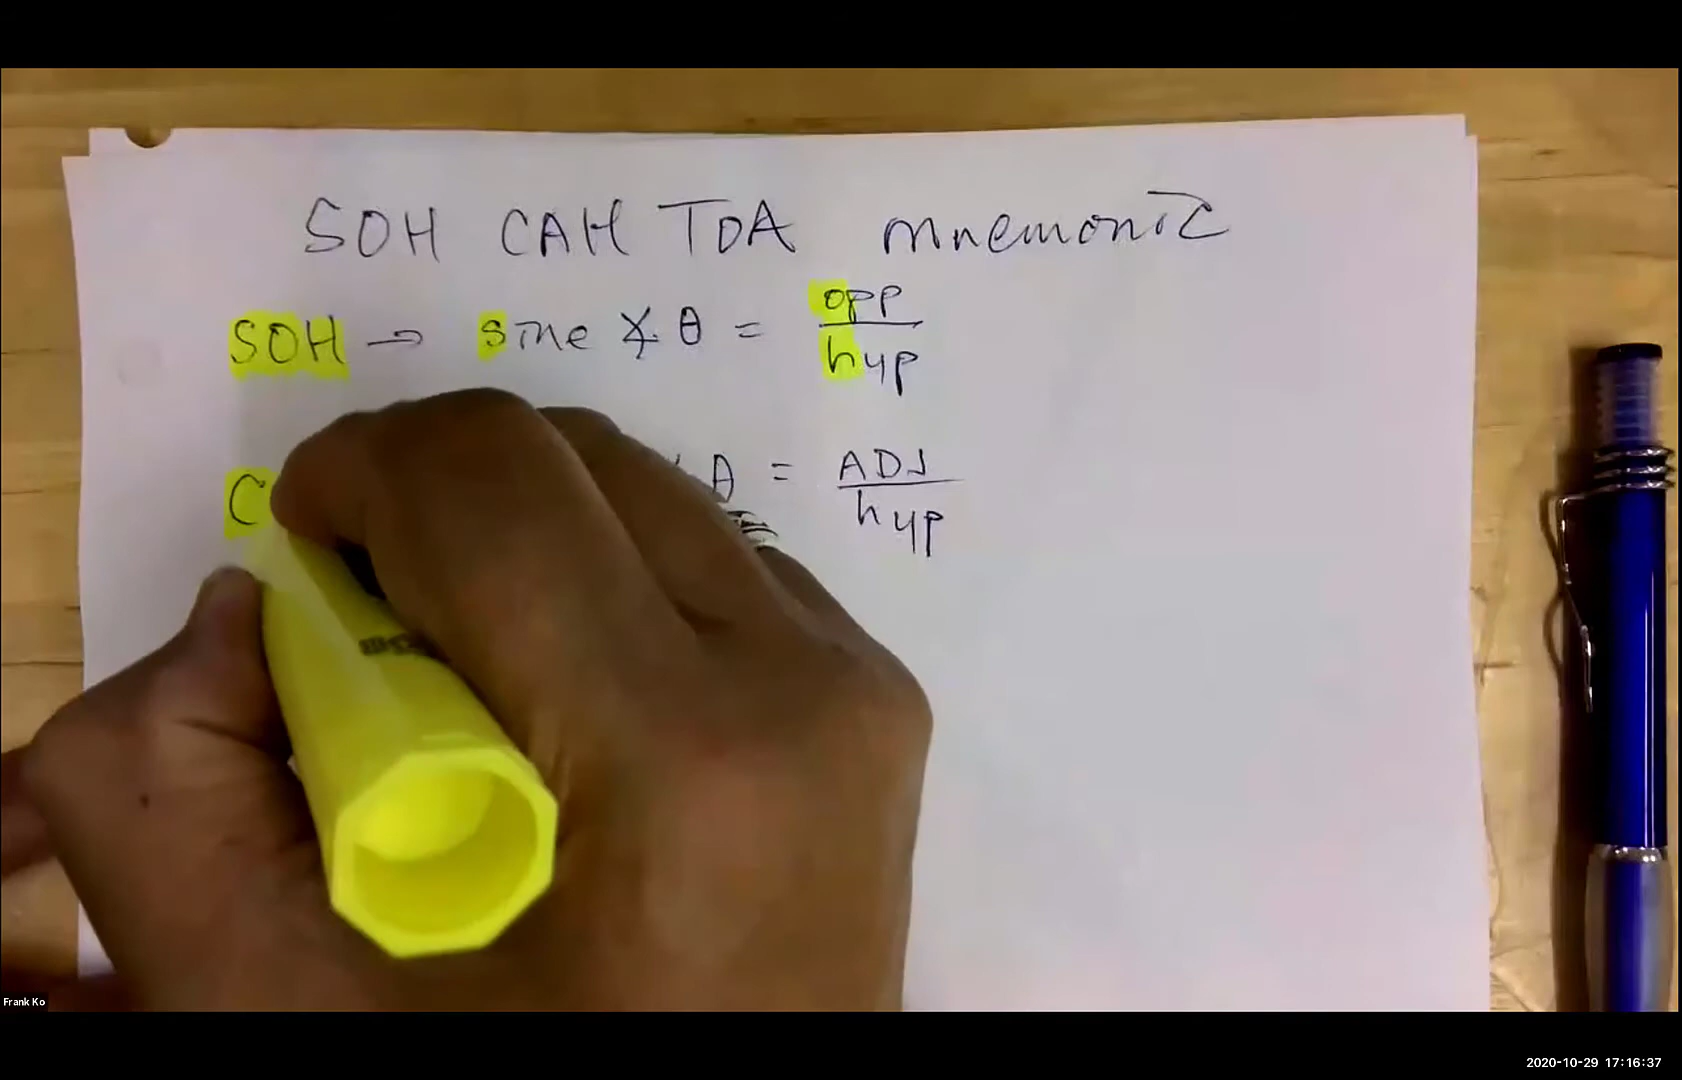 SOH CAH TOA mnemonic
SOH → sine ∡ θ = opp
hyp
C = ADJ
hyp
Frank Ko
2020-10-29 17:16:37